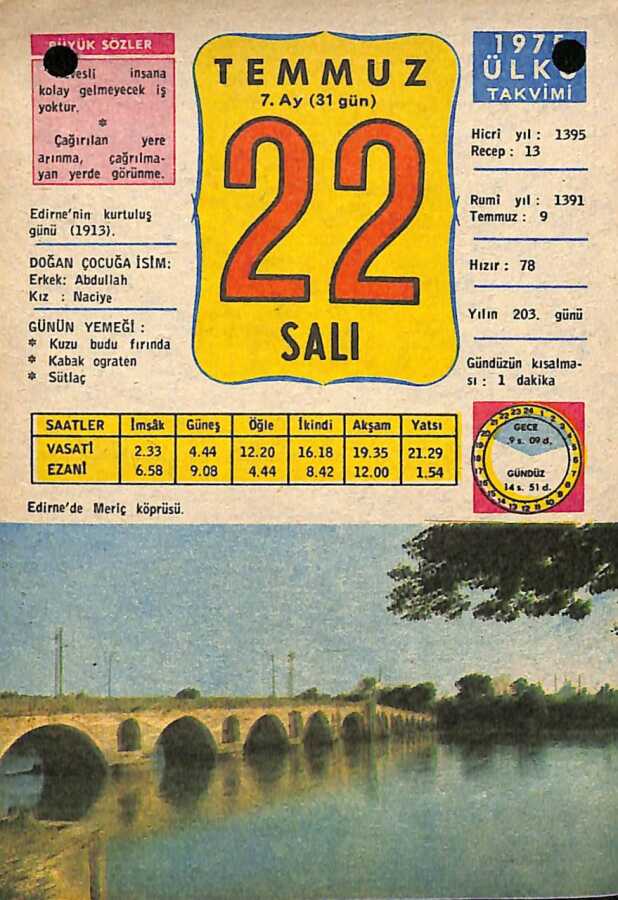 BÜYÜK SÖZLER
insana
kolay gelmeyecek iş
yoktur.
*
Çağırılan yere
arınma, çağrılma-
yan yerde görünme.
Edirne'nin kurtuluş
günü (1913).
DOĞAN ÇOCUĞA İSİM:
Erkek: Abdullah
Kız : Naciye
GÜNÜN YEMEĞİ :
* Kuzu budu fırında
* Kabak ograten
* Sütlaç
TEMMUZ
7. Ay (31 gün)
22
SALI
1975
ÜLKÜ
TAKVİMİ
Hicrî yıl : 1395
Recep : 13
Rumî yıl : 1391
Temmuz : 9
Hızır : 78
Yılın 203. günü
Gündüzün kısalma-
sı : 1 dakika
SAATLER İmsâk Güneş Öğle İkindi Akşam Yatsı
VASATÎ 2.33 4.44 12.20 16.18 19.35 21.29
EZANÎ 6.58 9.08 4.44 8.42 12.00 1.54
GECE
9 s. 09 d.
GÜNDÜZ
14 s. 51 d.
Edirne'de Meriç köprüsü.